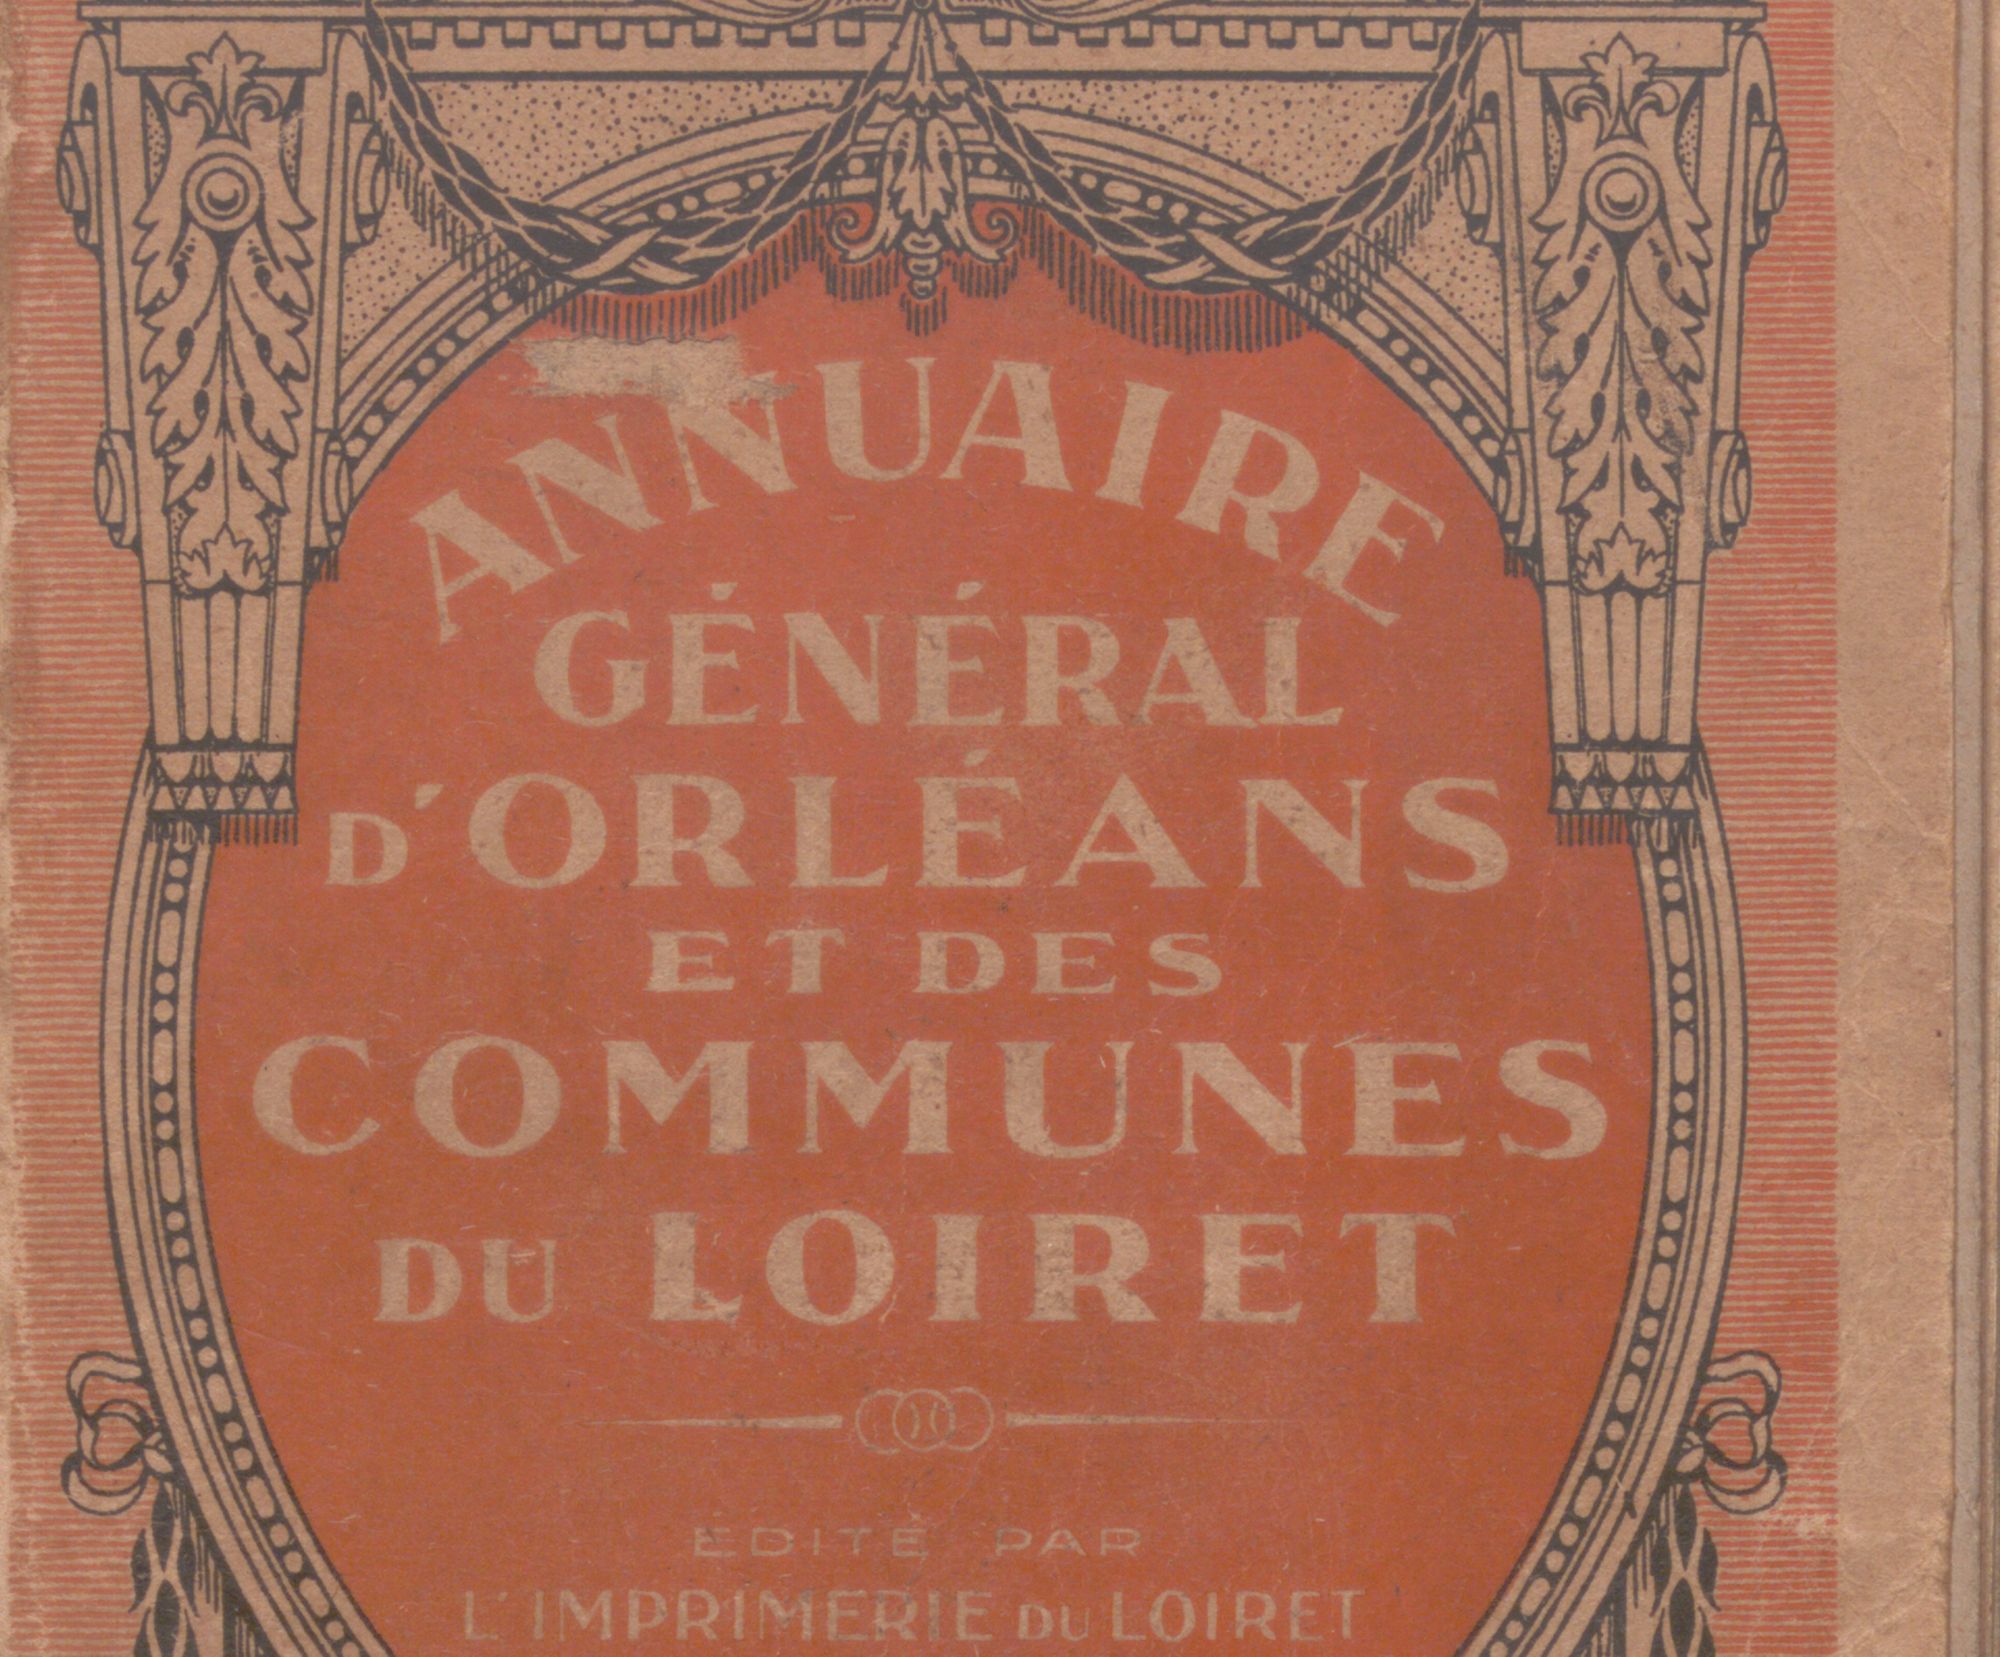 ANNUAIRE
GÉNÉRAL
D'ORLÉANS
ET DES
COMMUNES
DU LOIRET
ÉDITÉ PAR
L'IMPRIMERIE DU LOIRET